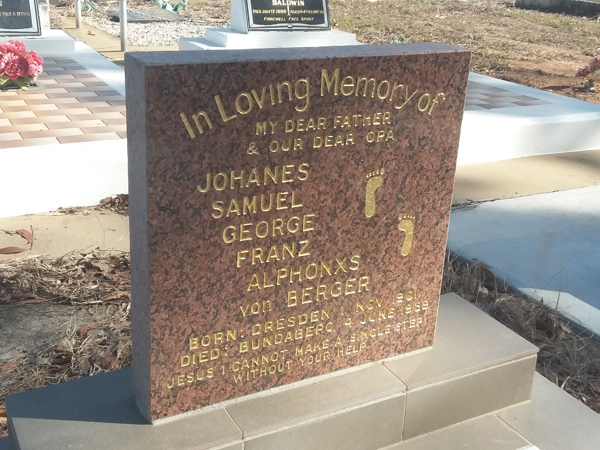 BALDWIN
FAREWELL FREE SPIRIT
In Loving Memory of
MY DEAR FATHER
& OUR DEAR OPA
JOHANES
SAMUEL
GEORGE
FRANZ
ALPHONXS
von BERGER
BORN: DRESDEN 1 NOV 1901
DIED: BUNDABERG 3 JUNE 1998
JESUS I CANNOT MAKE A SINGLE STEP
WITHOUT YOUR HELP